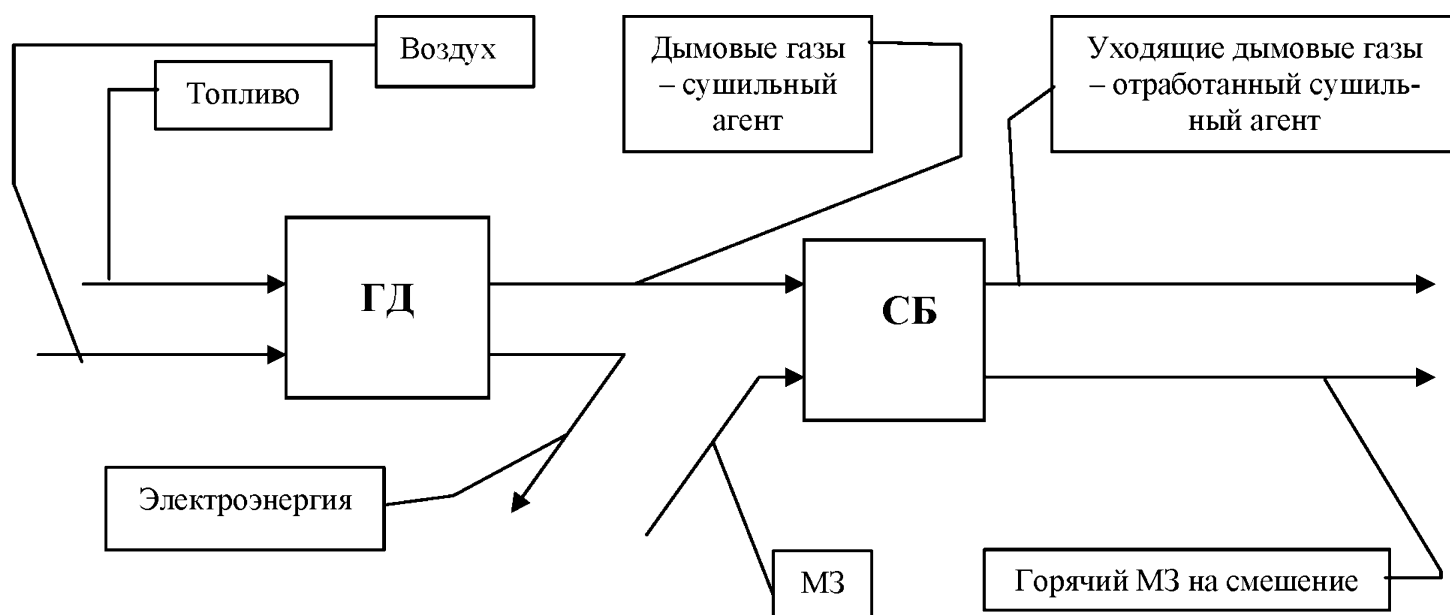 Воздух
Топливо
Дымовые газы
– сушильный
агент
Уходящие дымовые газы
– отработанный сушиль-
ный агент
ГД
СБ
Электроэнергия
МЗ
Горячий МЗ на смешение